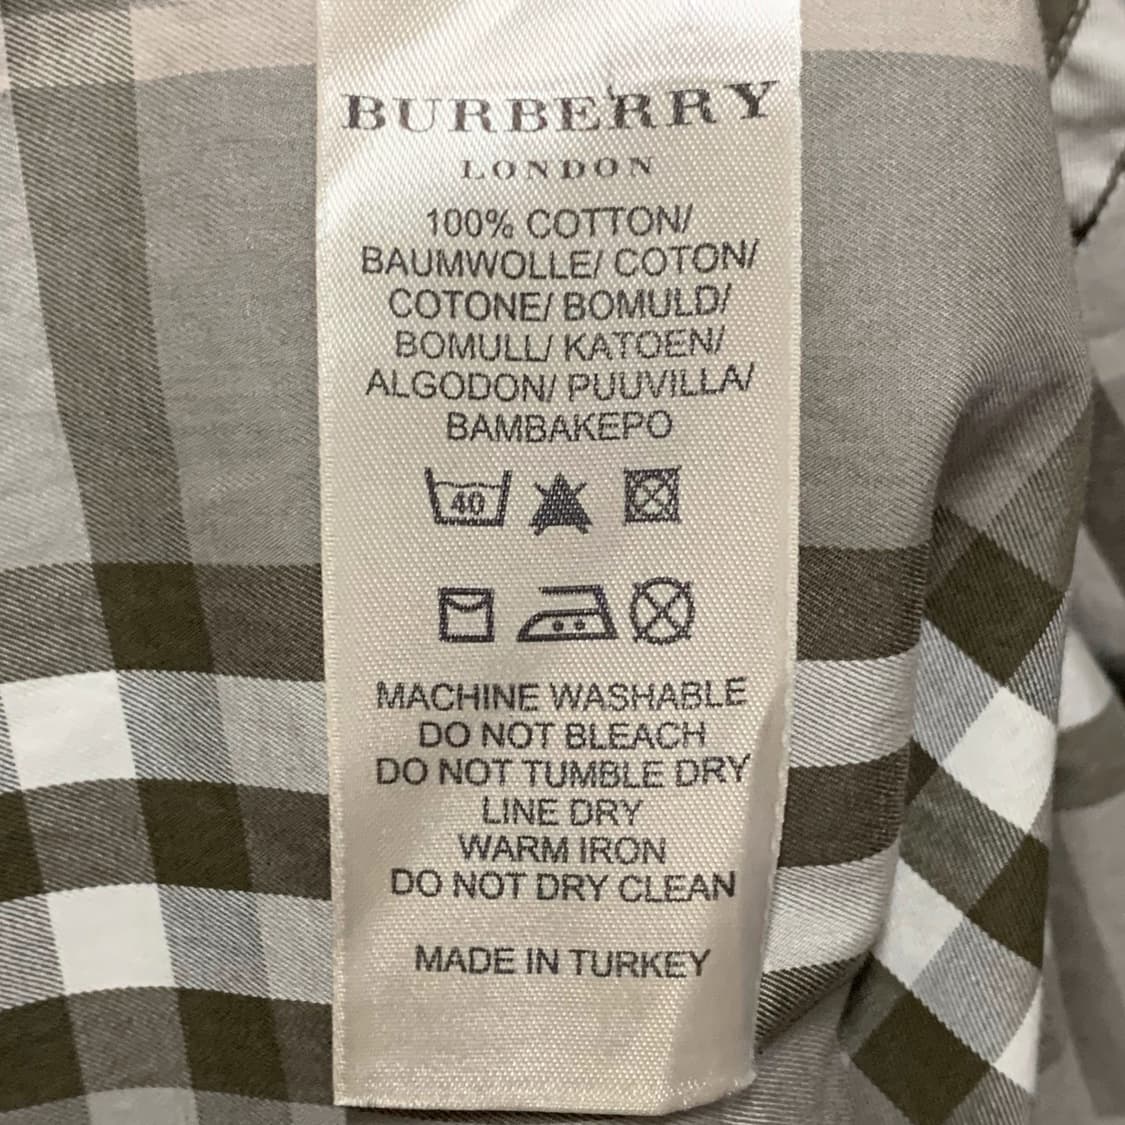 BURBERRY
LONDON
100% COTTON/
BAUMWOLLE/ COTON/
COTONE/ BOMULD/
BOMULL/ KATOEN/
ALGODON/ PUUVILLA/
BAMBAKEPO
40
MACHINE WASHABLE
DO NOT BLEACH
DO NOT TUMBLE DRY
LINE DRY
WARM IRON
DO NOT DRY CLEAN
MADE IN TURKEY